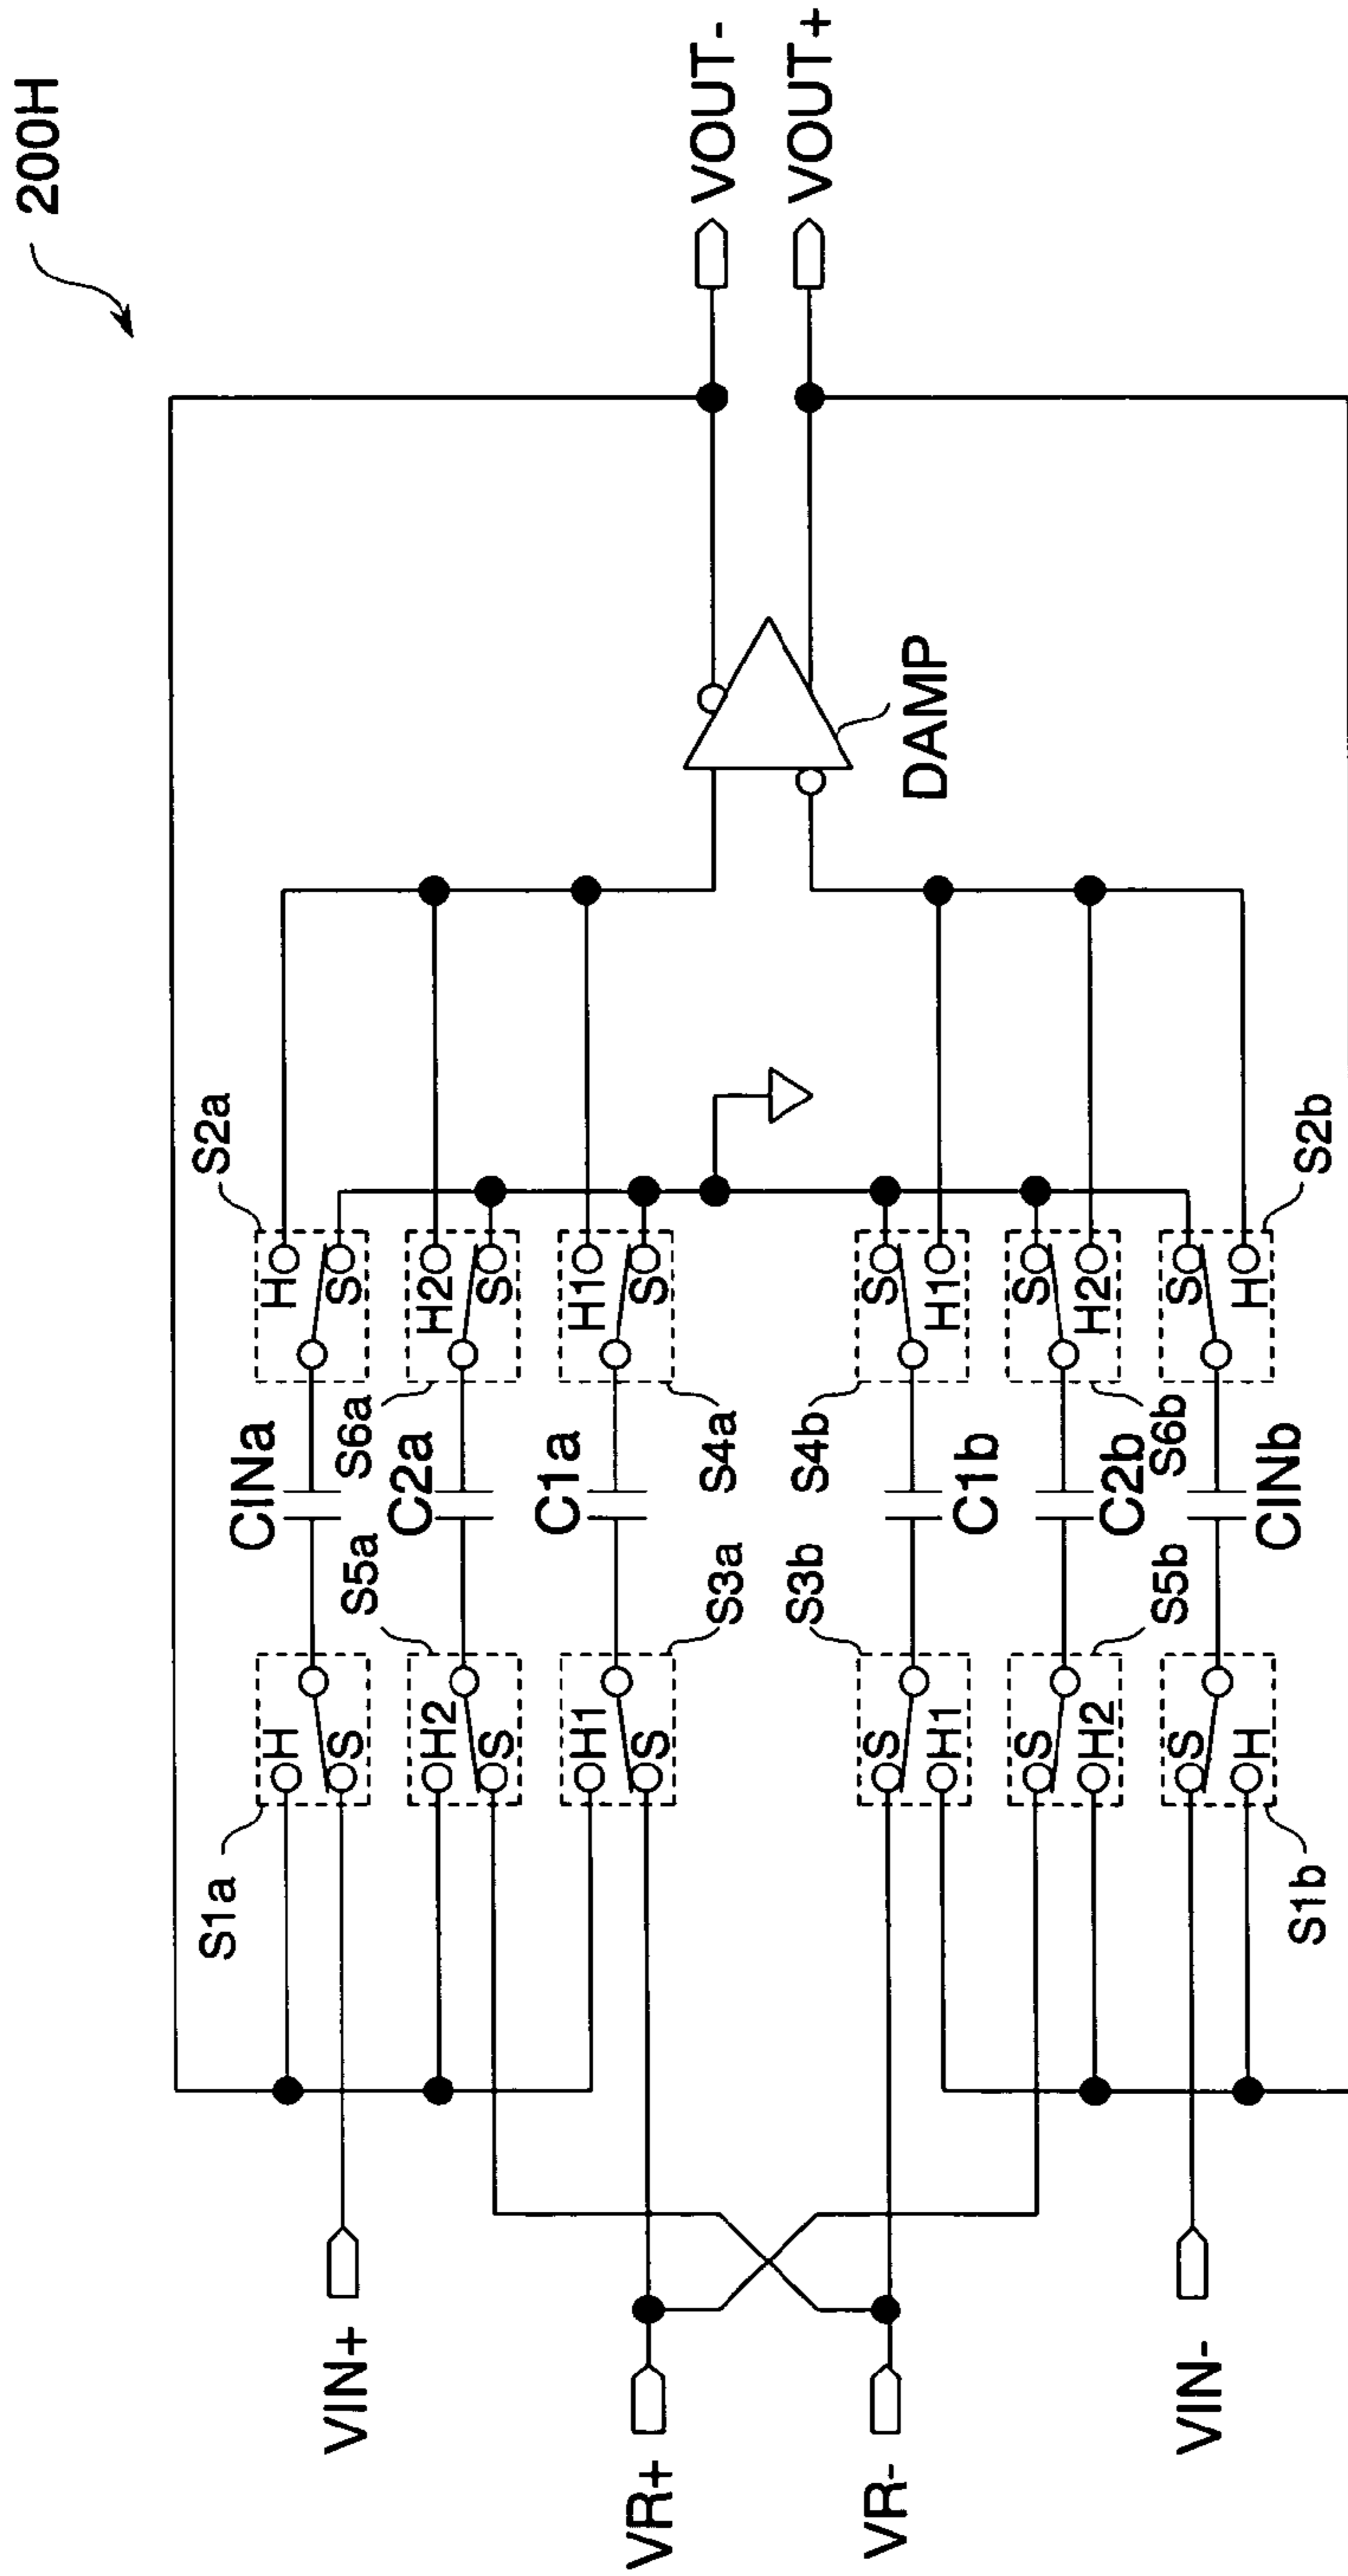 200H
VOUT-
VOUT+
DAMP
S2a
H
S
S1a
H
S
CINa
S6a
H2
S
S5a
H2
S
C2a
S4a
H1
S
S3a
H1
S
C1a
S4b
S
H1
S3b
S
H1
C1b
S6b
S
H2
S5b
S
H2
C2b
S2b
S
H
S1b
S
H
CINb
VIN+
VR+
VR-
VIN-